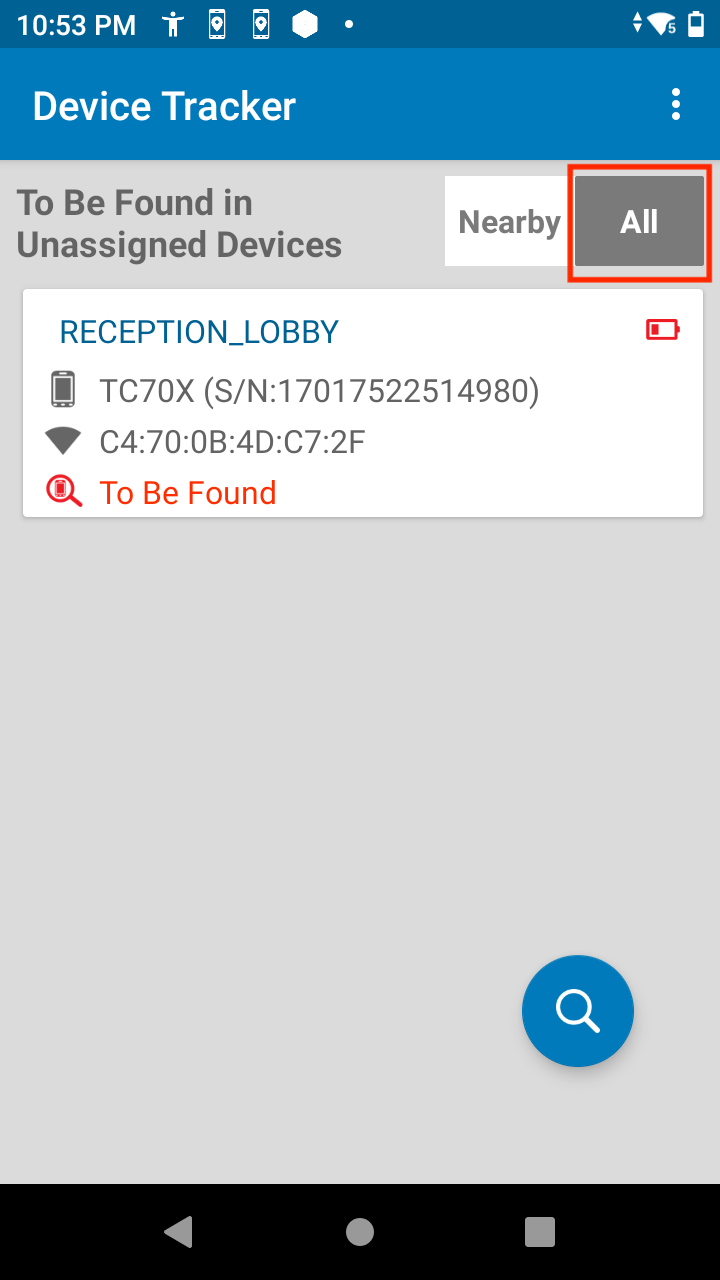 10:53 PM
5
Device Tracker
To Be Found in
Unassigned Devices
Nearby
All
RECEPTION_LOBBY
TC70X (S/N:17017522514980)
C4:70:0B:4D:C7:2F
To Be Found